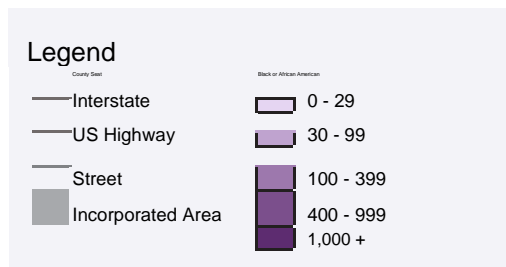 Legend
County Seat
Interstate
US Highway
Street
Incorporated Area
Black or African American
0 - 29
30 - 99
100 - 399
400 - 999
1,000 +